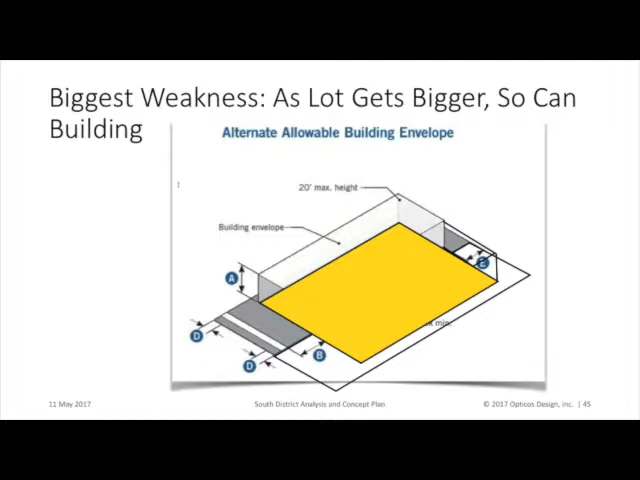 Biggest Weakness: As Lot Gets Bigger, So Can
Building
Alternate Allowable Building Envelope
20' max. height
Building envelope
A
E
min.
D
B
D
11 May 2017
South District Analysis and Concept Plan
© 2017 Opticos Design, Inc. | 45